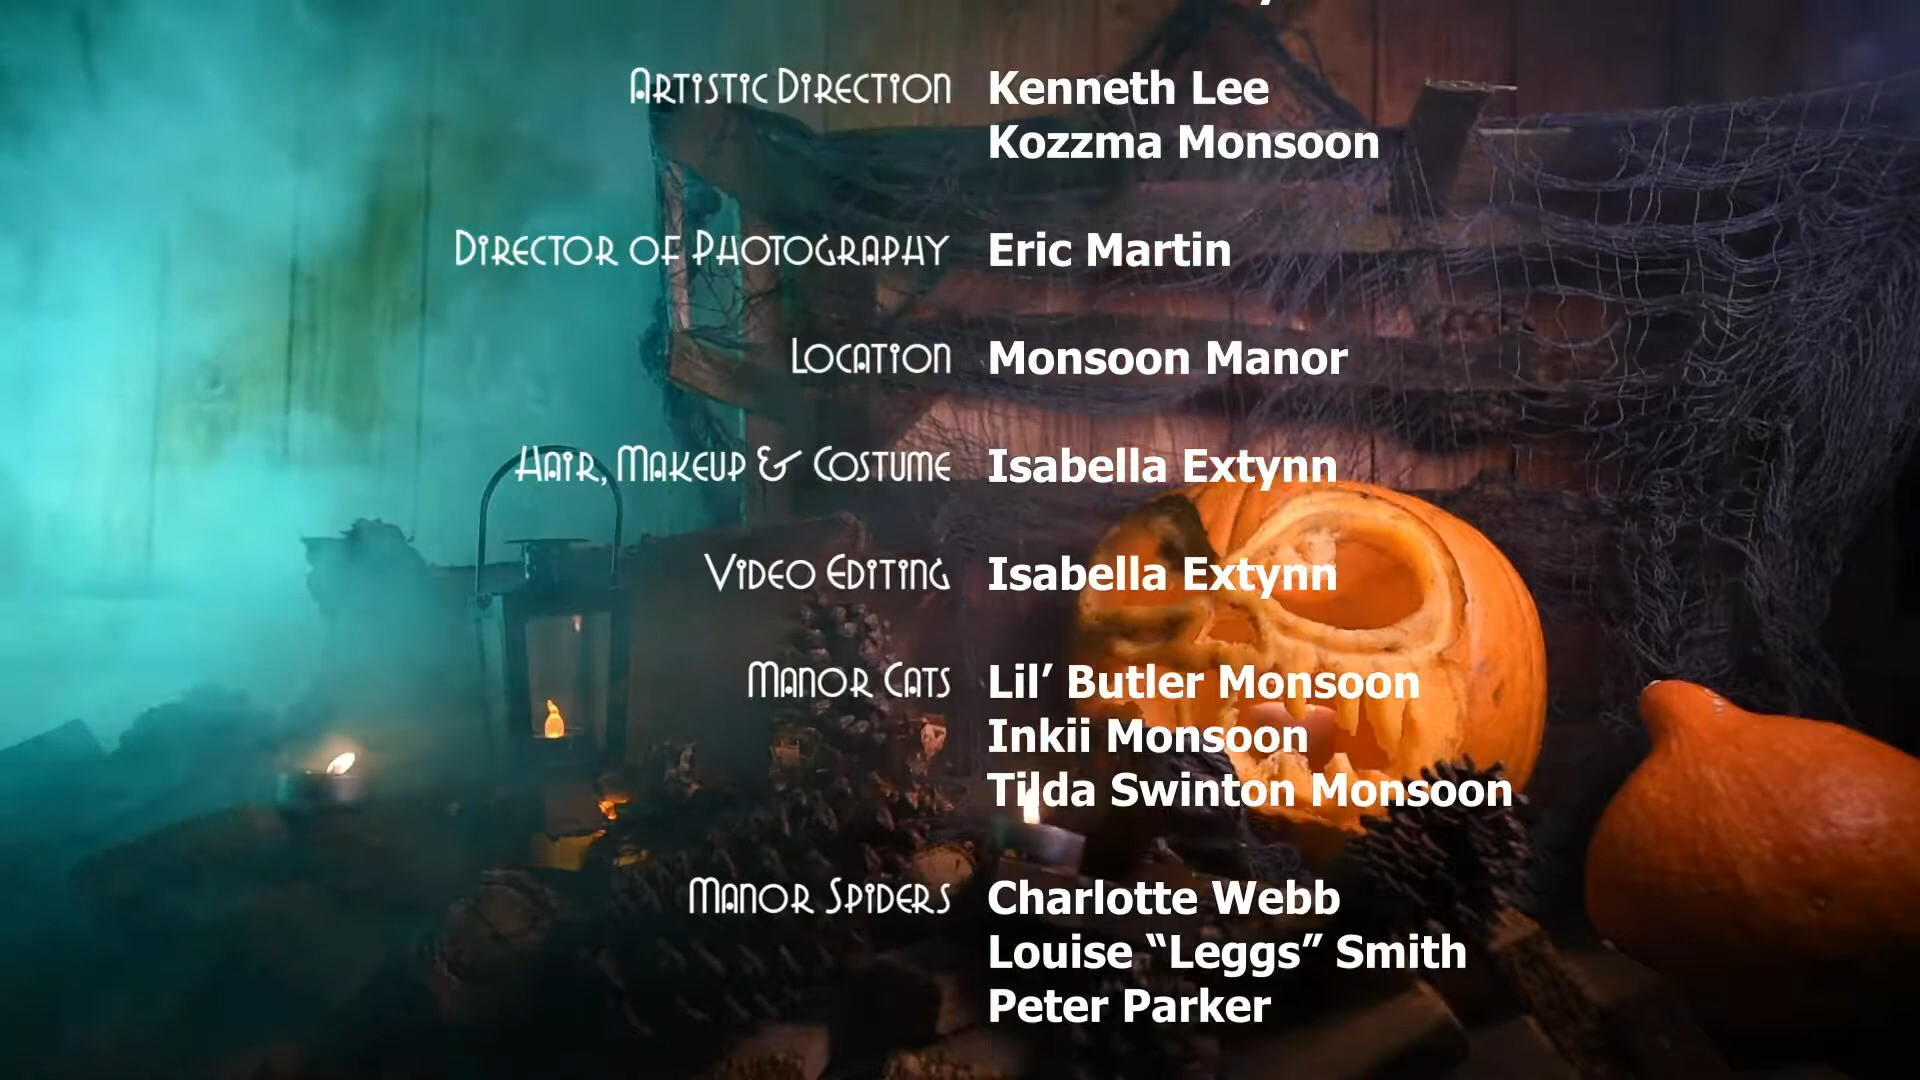 Artistic Direction Kenneth Lee
Kozzma Monsoon
Director of Photography Eric Martin
Location Monsoon Manor
Hair, Makeup & Costume Isabella Extynn
Video Editing Isabella Extynn
Manor Cats Lil’ Butler Monsoon
Inkii Monsoon
Tilda Swinton Monsoon
Manor Spiders Charlotte Webb
Louise “Leggs” Smith
Peter Parker